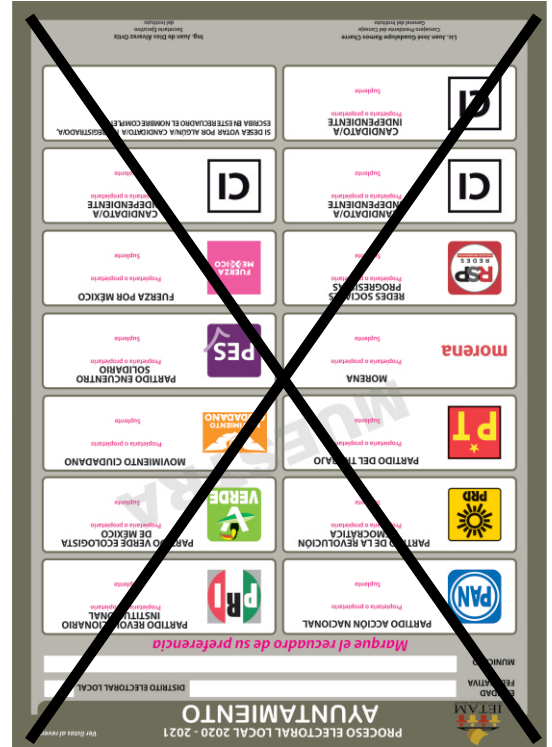 Ver listas al reverso
PROCESO ELECTORAL LOCAL 2020 - 2021
AYUNTAMIENTO
IETAM
ENTIDAD
FEDERATIVA
DISTRITO ELECTORAL LOCAL
MUNICIPIO
Marque el recuadro de su preferencia
PAN
PARTIDO ACCIÓN NACIONAL
Propietaria o propietario
Suplente
PRI
PARTIDO REVOLUCIONARIO
INSTITUCIONAL
Propietaria o propietario
Suplente
PRD
PARTIDO DE LA REVOLUCIÓN
DEMOCRÁTICA
Propietaria o propietario
Suplente
VERDE
PARTIDO VERDE ECOLOGISTA
DE MÉXICO
Propietaria o propietario
Suplente
PT
PARTIDO DEL TRABAJO
Propietaria o propietario
Suplente
MOVIMIENTO
CIUDADANO
MOVIMIENTO CIUDADANO
Propietaria o propietario
Suplente
MUESTRA
morena
MORENA
Propietaria o propietario
Suplente
PES
PARTIDO ENCUENTRO
SOLIDARIO
Propietaria o propietario
Suplente
RSP
REDES
REDES SOCIALES
PROGRESISTAS
Propietaria o propietario
Suplente
FUERZA
MÉXICO
FUERZA POR MÉXICO
Propietaria o propietario
Suplente
CI
CANDIDATO/A
INDEPENDIENTE
Propietaria o propietario
Suplente
CI
CANDIDATO/A
INDEPENDIENTE
Propietaria o propietario
Suplente
CI
CANDIDATO/A
INDEPENDIENTE
Propietaria o propietario
Suplente
SI DESEA VOTAR POR ALGÚN/A CANDIDATO/A NO REGISTRADO/A,
ESCRIBA EN ESTE RECUADRO EL NOMBRE COMPLETO
Lic. Juan José Guadalupe Ramos Charre
Consejero Presidente del Consejo
General del Instituto
Ing. Juan de Dios Álvarez Ortiz
Secretario Ejecutivo
del Instituto